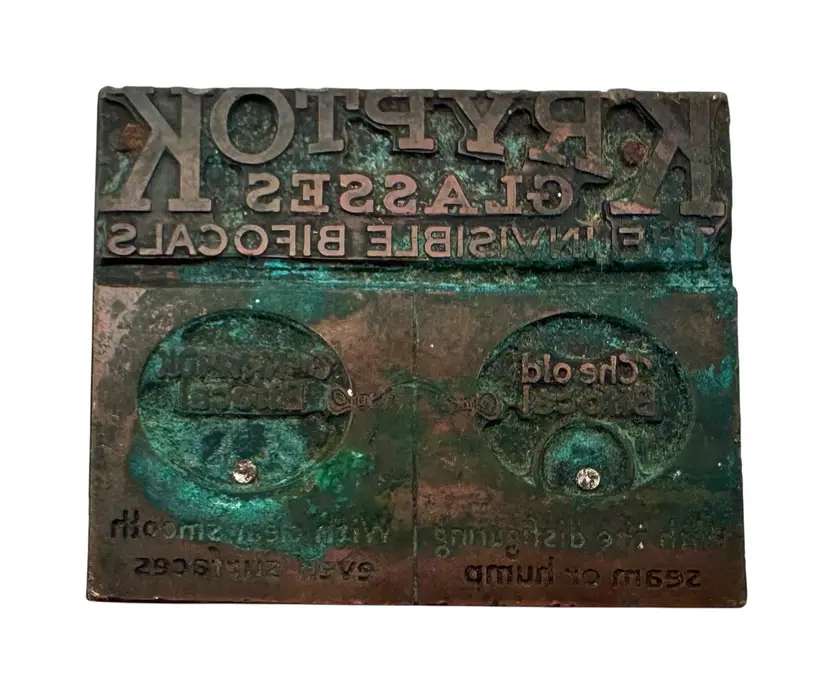 KRYPTOK
GLASSES
THE INVISIBLE BIFOCALS
The old
Bifocal
With the disfiguring
seam or hump
Bifocal
With clear smooth
even surfaces